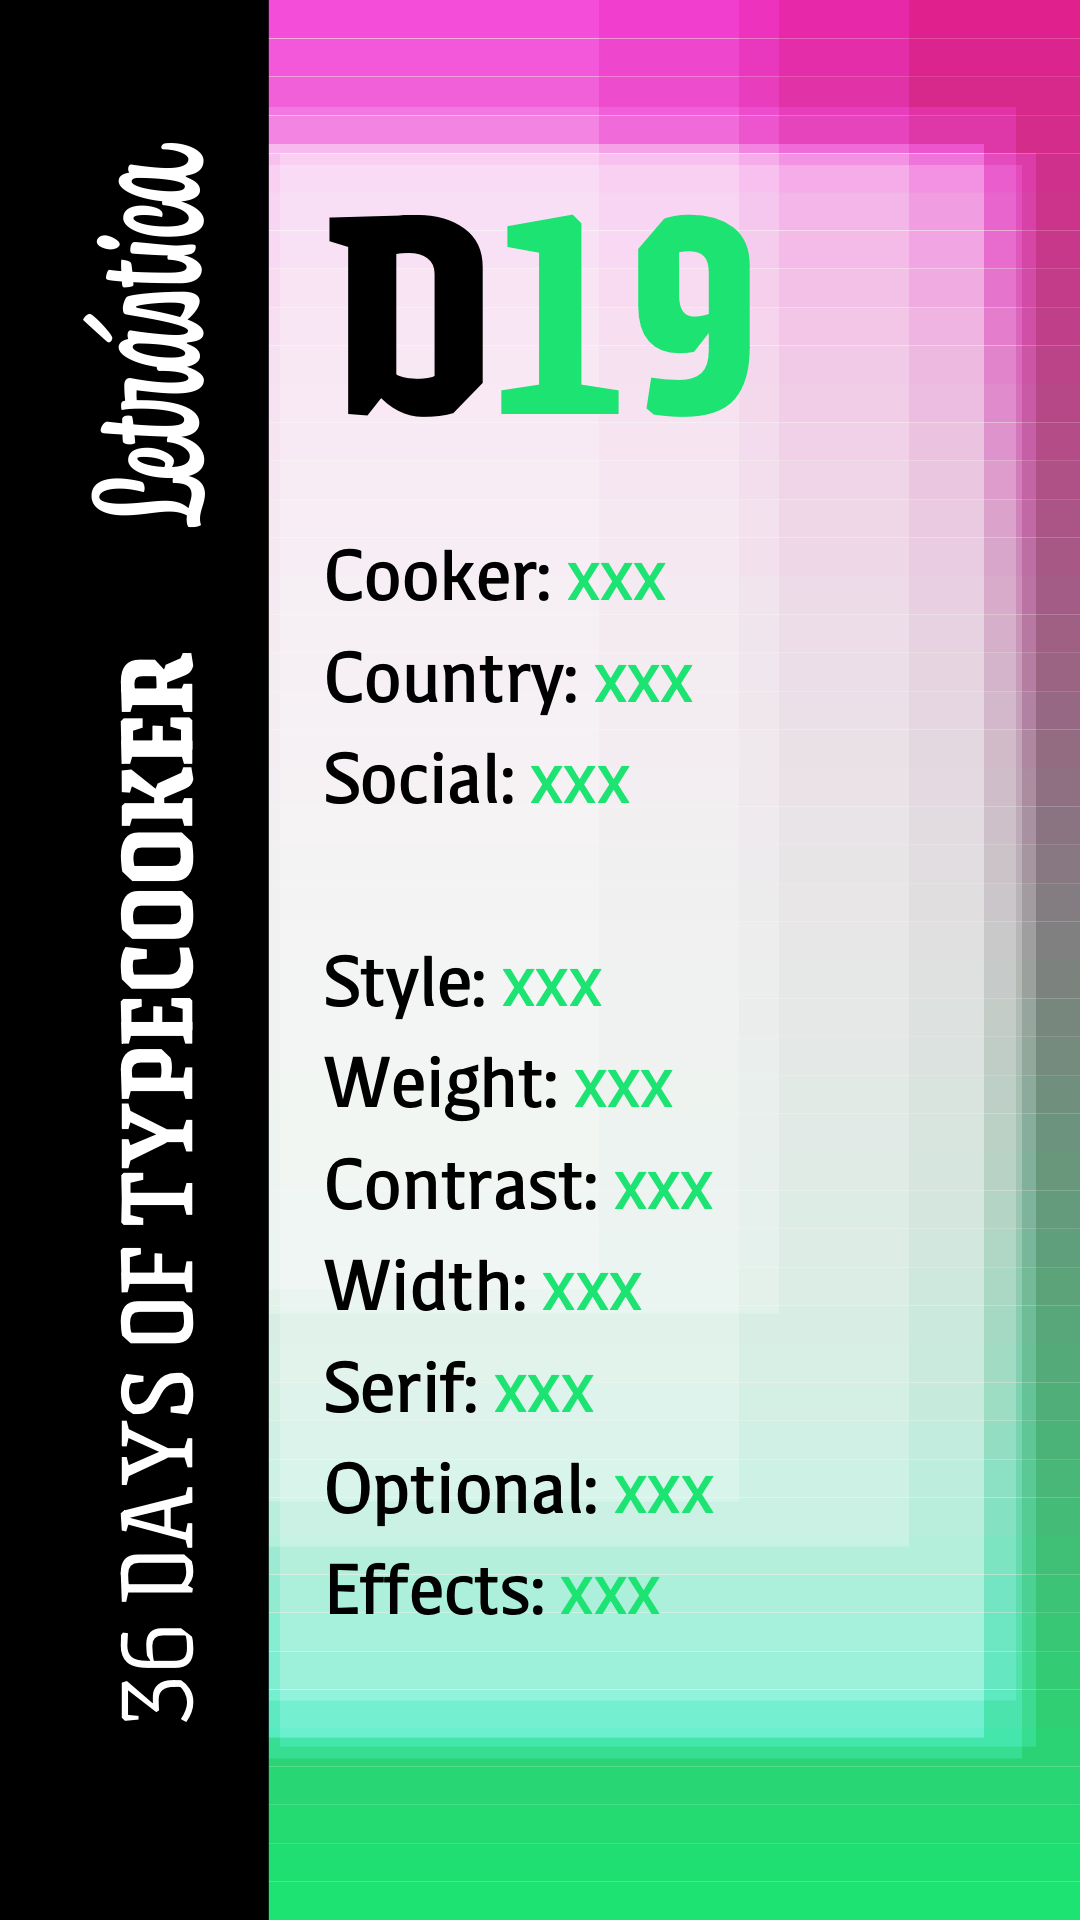 Letrástica
36 DAYS OF TYPECOOKER
D19
Cooker: xxx
Country: xxx
Social: xxx
Style: xxx
Weight: xxx
Contrast: xxx
Width: xxx
Serif: xxx
Optional: xxx
Effects: xxx